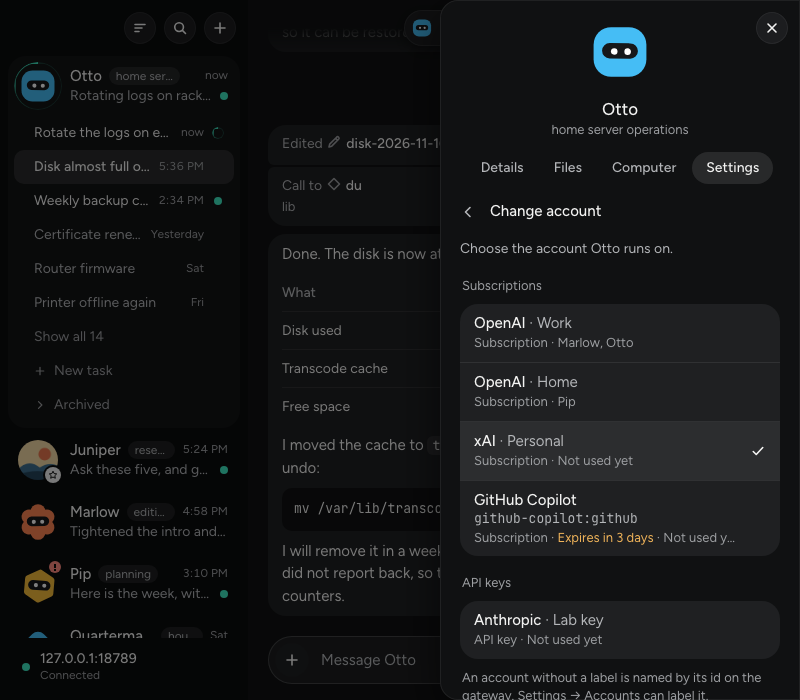 Otto home ser... now
Rotating logs on rack...
Rotate the logs on e... now
Disk almost full o... 5:36 PM
Weekly backup c... 2:34 PM
Certificate rene... Yesterday
Router firmware Sat
Printer offline again Fri
Show all 14
+ New task
> Archived
Juniper rese... 5:24 PM
Ask these five, and g...
Marlow editi... 4:58 PM
Tightened the intro and...
Pip planning 3:10 PM
Here is the week, wit...
Quarterma hou... Sat
127.0.0.1:18789
Connected
so it can be restor
Edited disk-2026-11-1
Call to du
lib
Done. The disk is now at
What
Disk used
Transcode cache
Free space
I moved the cache to
undo:
mv /var/lib/transco
I will remove it in a week
did not report back, so t
counters.
+ Message Otto
Otto
home server operations
Details Files Computer Settings
Change account
Choose the account Otto runs on.
Subscriptions
OpenAI · Work
Subscription · Marlow, Otto
OpenAI · Home
Subscription · Pip
xAI · Personal
Subscription · Not used yet
GitHub Copilot
github-copilot:github
Subscription · Expires in 3 days · Not used y...
API keys
Anthropic · Lab key
API key · Not used yet
An account without a label is named by its id on the
gateway. Settings → Accounts can label it.